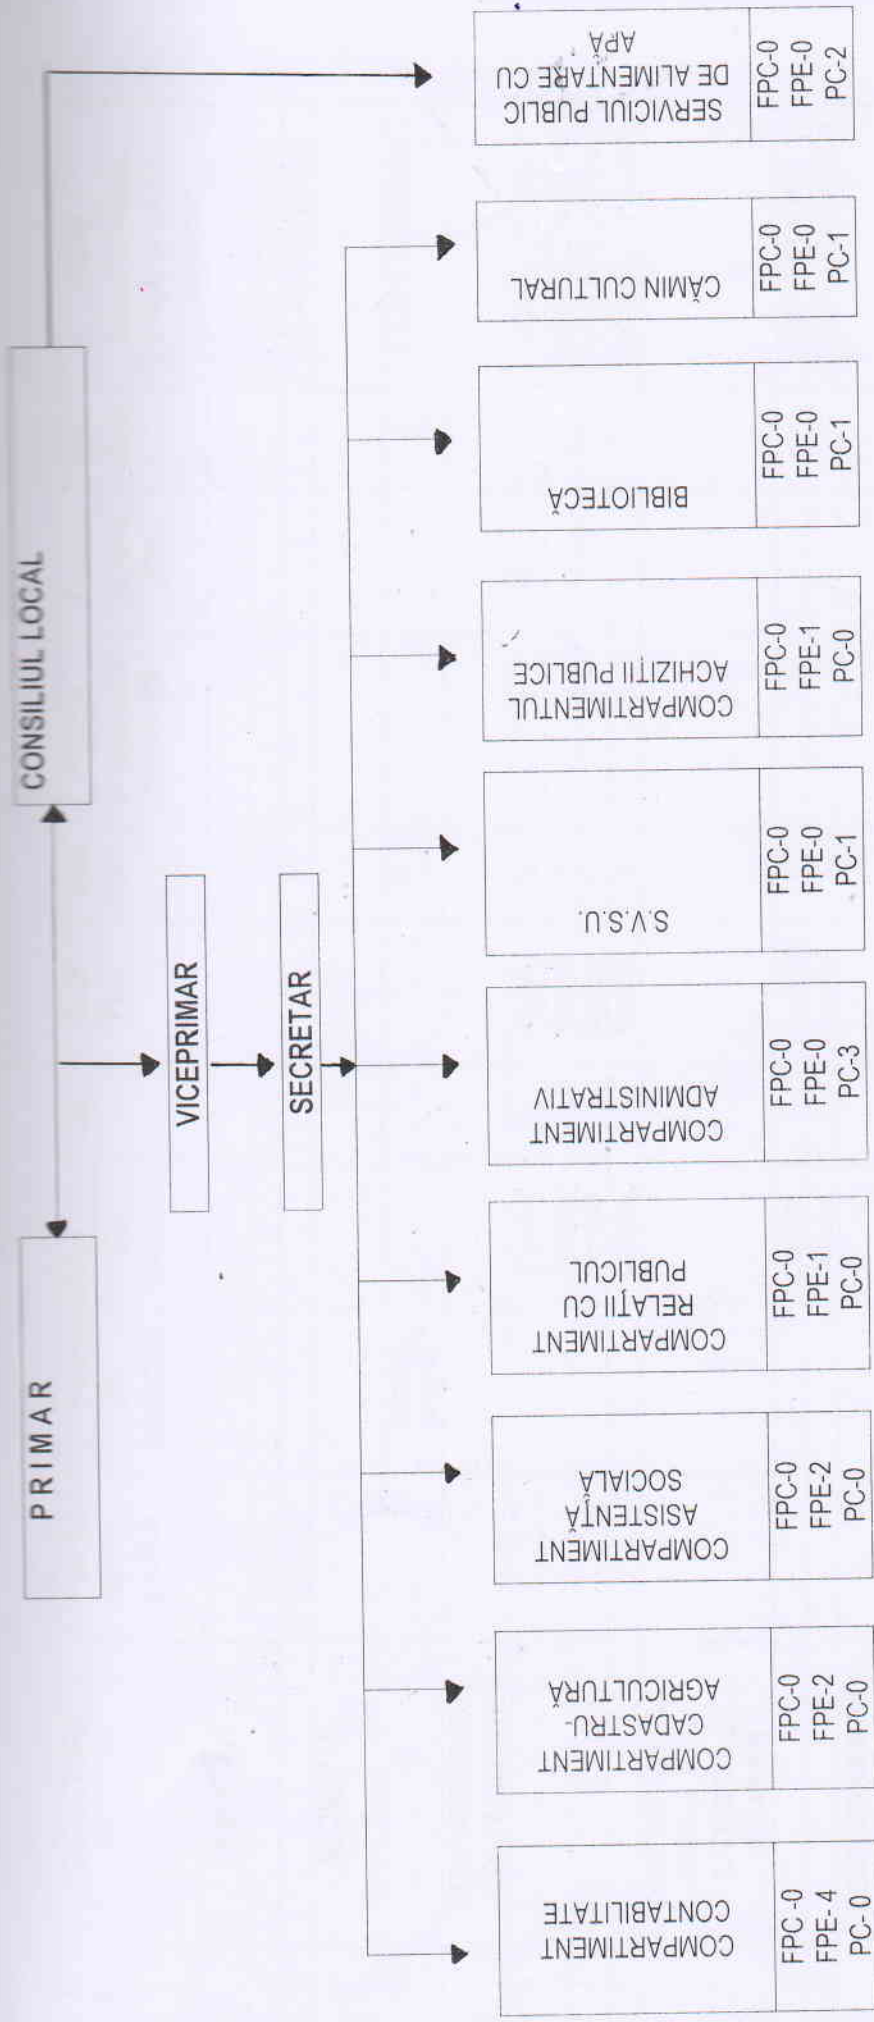 PRIMAR
CONSILIUL LOCAL
VICEPRIMAR
SECRETAR
COMPARTIMENT
CONTABILITATE
FPC -0
FPE- 4
PC- 0
COMPARTIMENT
CADASTRU-
AGRICULTURĂ
FPC-0
FPE-2
PC-0
COMPARTIMENT
ASISTENŢĂ
SOCIALĂ
FPC-0
FPE-2
PC-0
COMPARTIMENT
RELAŢII CU
PUBLICUL
FPC-0
FPE-1
PC-0
COMPARTIMENT
ADMINISTRATIV
FPC-0
FPE-0
PC-3
S.V.S.U.
FPC-0
FPE-0
PC-1
COMPARTIMENTUL
ACHIZIŢII PUBLICE
FPC-0
FPE-1
PC-0
BIBLIOTECĂ
FPC-0
FPE-0
PC-1
CĂMIN CULTURAL
FPC-0
FPE-0
PC-1
SERVICIUL PUBLIC
DE ALIMENTARE CU
APĂ
FPC-0
FPE-0
PC-2